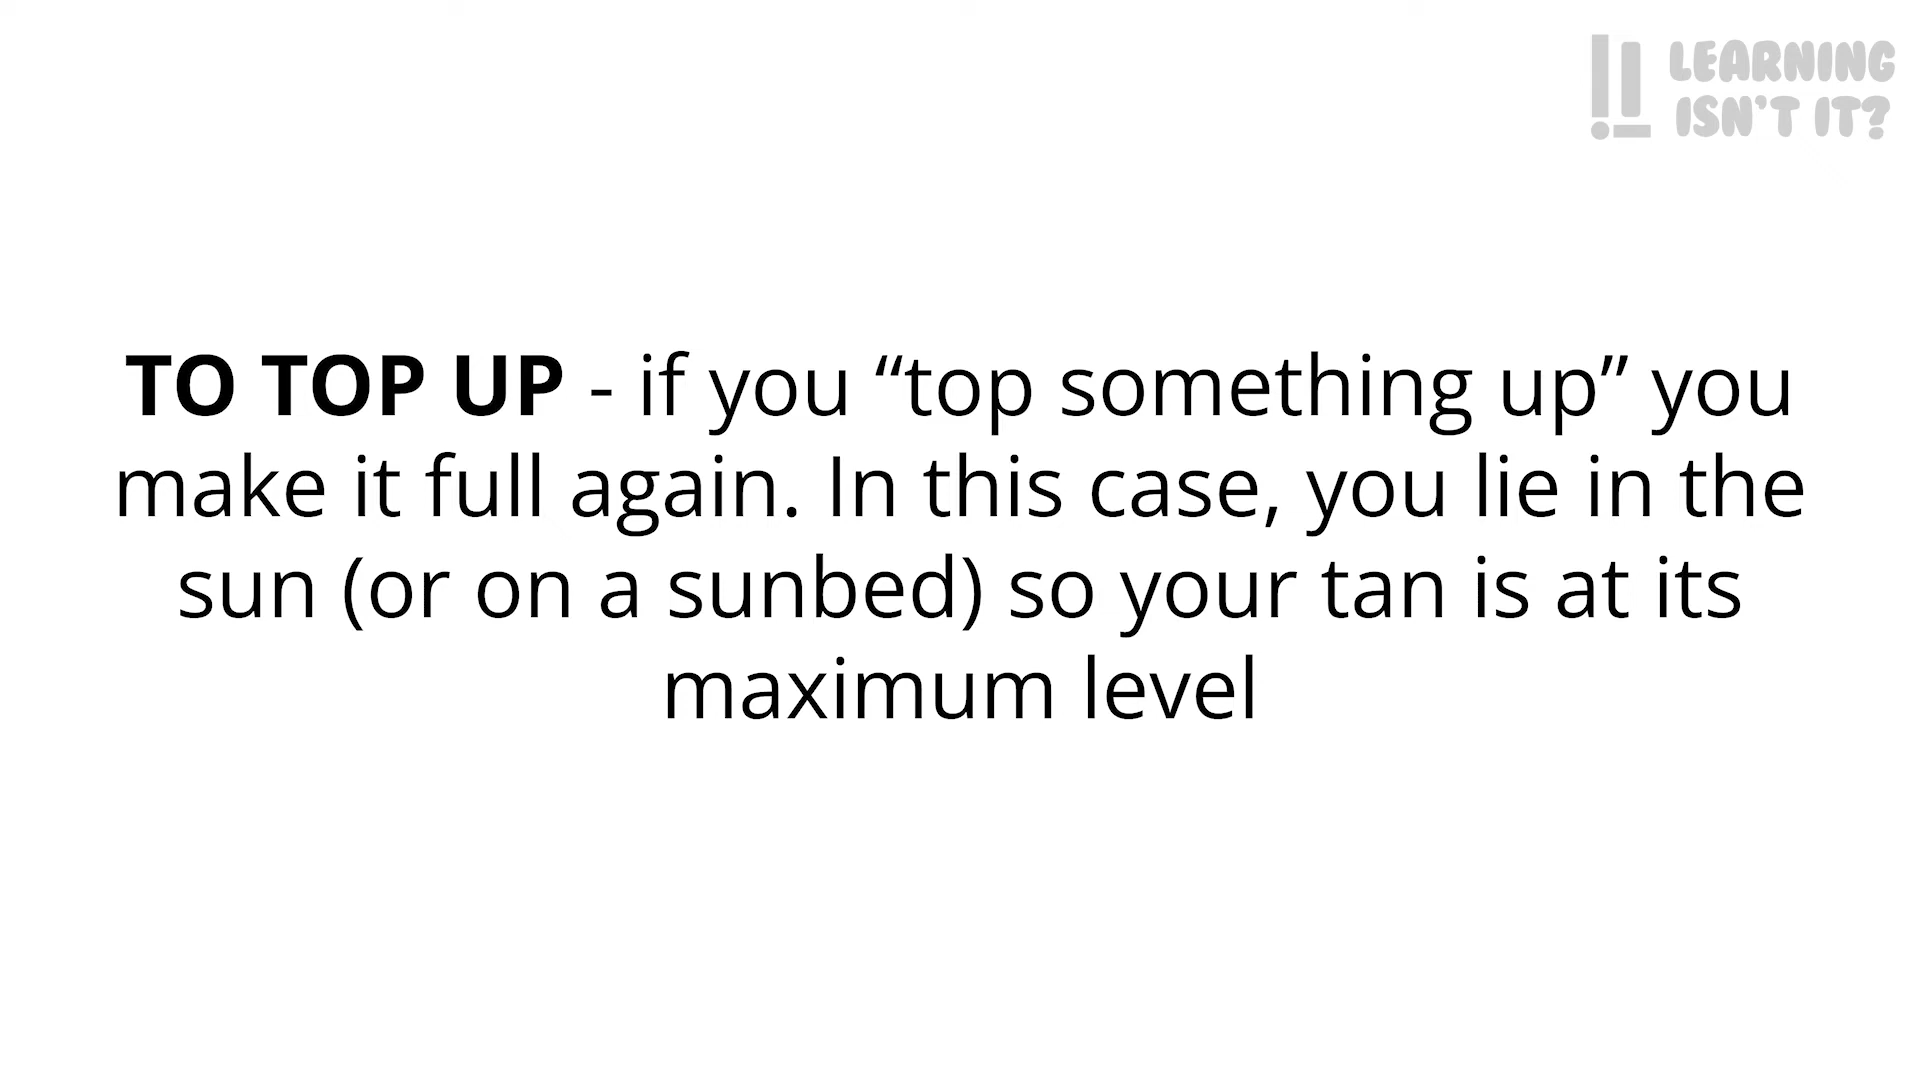 LEARNING
ISN'T IT?
TO TOP UP - if you “top something up” you
make it full again. In this case, you lie in the
sun (or on a sunbed) so your tan is at its
maximum level